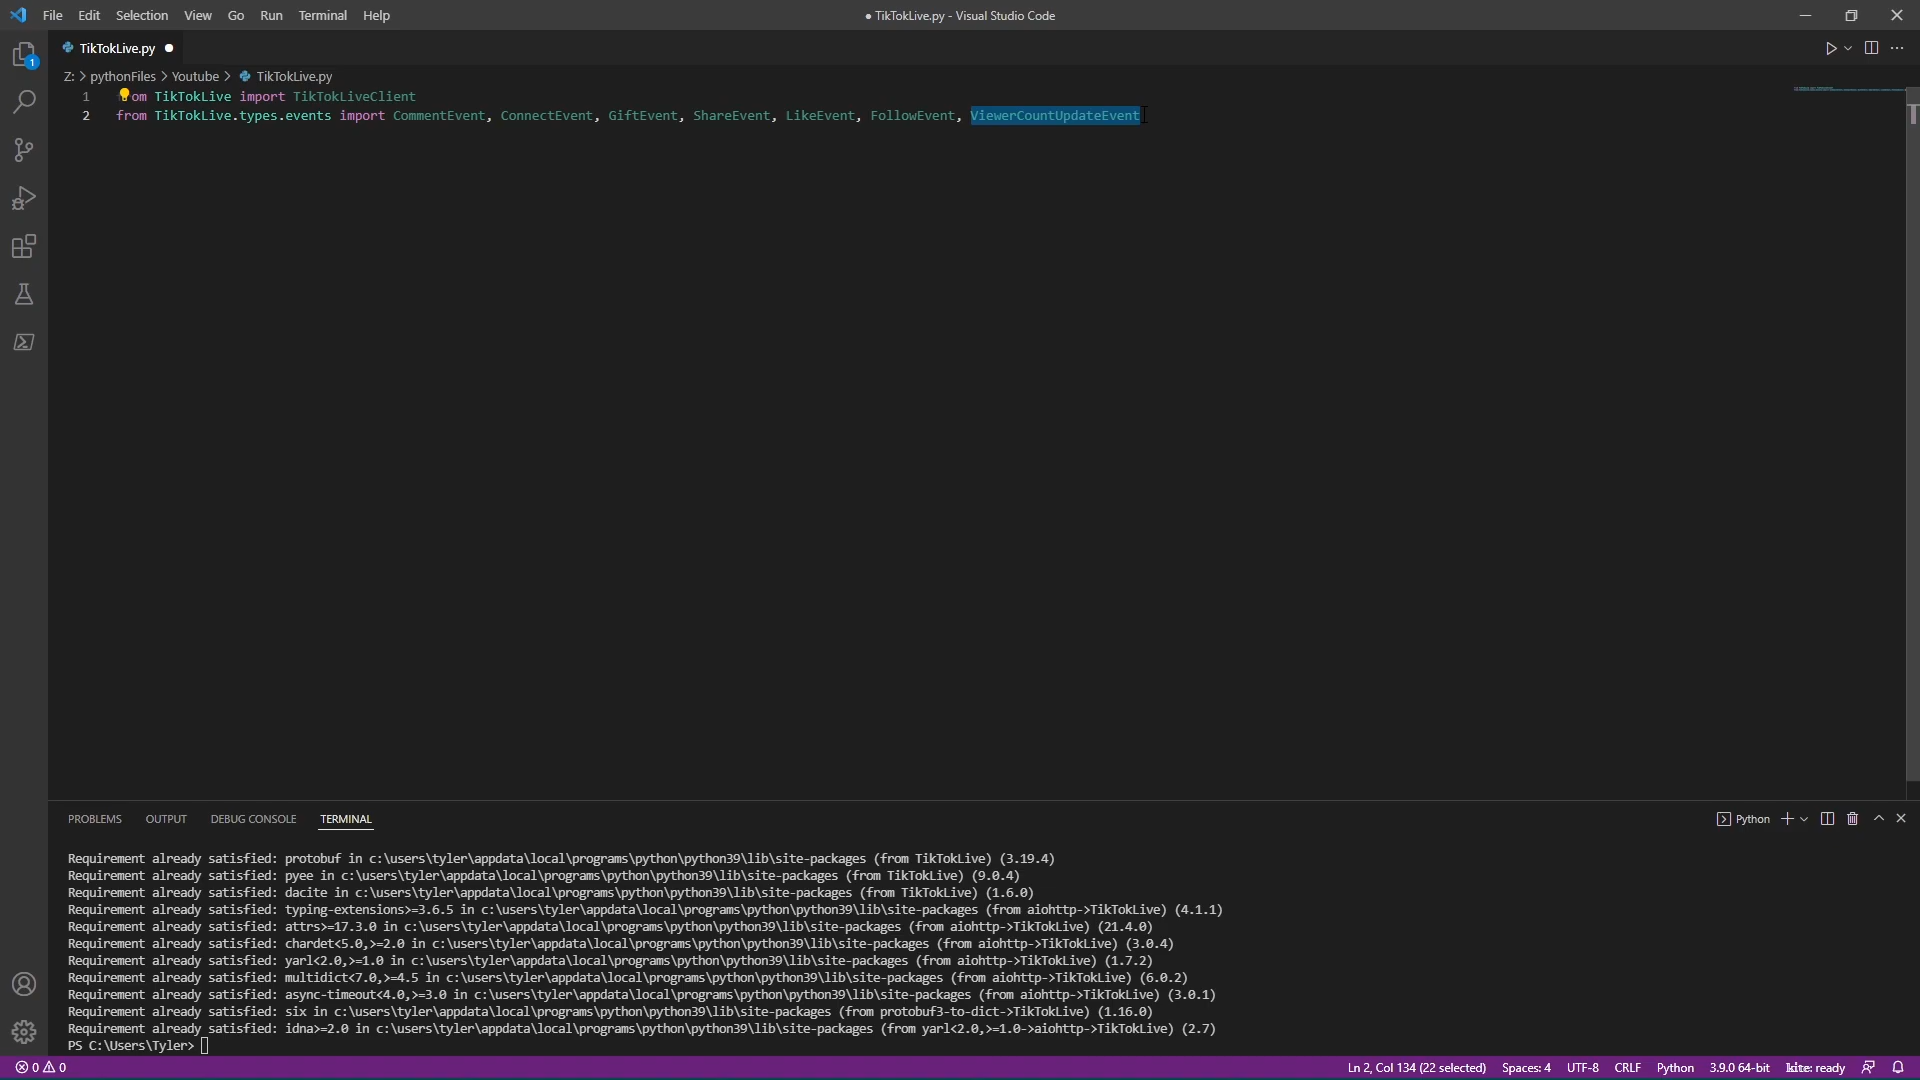 File Edit Selection View Go Run Terminal Help
● TikTokLive.py - Visual Studio Code
TikTokLive.py ●
Z: > pythonFiles > Youtube > TikTokLive.py
1 om TikTokLive import TikTokLiveClient
2 from TikTokLive.types.events import CommentEvent, ConnectEvent, GiftEvent, ShareEvent, LikeEvent, FollowEvent, ViewerCountUpdateEvent
1
PROBLEMS OUTPUT DEBUG CONSOLE TERMINAL
Python
Requirement already satisfied: protobuf in c:\users\tyler\appdata\local\programs\python\python39\lib\site-packages (from TikTokLive) (3.19.4)
Requirement already satisfied: pyee in c:\users\tyler\appdata\local\programs\python\python39\lib\site-packages (from TikTokLive) (9.0.4)
Requirement already satisfied: dacite in c:\users\tyler\appdata\local\programs\python\python39\lib\site-packages (from TikTokLive) (1.6.0)
Requirement already satisfied: typing-extensions>=3.6.5 in c:\users\tyler\appdata\local\programs\python\python39\lib\site-packages (from aiohttp->TikTokLive) (4.1.1)
Requirement already satisfied: attrs>=17.3.0 in c:\users\tyler\appdata\local\programs\python\python39\lib\site-packages (from aiohttp->TikTokLive) (21.4.0)
Requirement already satisfied: chardet<5.0,>=2.0 in c:\users\tyler\appdata\local\programs\python\python39\lib\site-packages (from aiohttp->TikTokLive) (3.0.4)
Requirement already satisfied: yarl<2.0,>=1.0 in c:\users\tyler\appdata\local\programs\python\python39\lib\site-packages (from aiohttp->TikTokLive) (1.7.2)
Requirement already satisfied: multidict<7.0,>=4.5 in c:\users\tyler\appdata\local\programs\python\python39\lib\site-packages (from aiohttp->TikTokLive) (6.0.2)
Requirement already satisfied: async-timeout<4.0,>=3.0 in c:\users\tyler\appdata\local\programs\python\python39\lib\site-packages (from aiohttp->TikTokLive) (3.0.1)
Requirement already satisfied: six in c:\users\tyler\appdata\local\programs\python\python39\lib\site-packages (from protobuf3-to-dict->TikTokLive) (1.16.0)
Requirement already satisfied: idna>=2.0 in c:\users\tyler\appdata\local\programs\python\python39\lib\site-packages (from yarl<2.0,>=1.0->aiohttp->TikTokLive) (2.7)
PS C:\Users\Tyler>
0 0 Ln 2, Col 134 (22 selected) Spaces: 4 UTF-8 CRLF Python 3.9.0 64-bit kite: ready